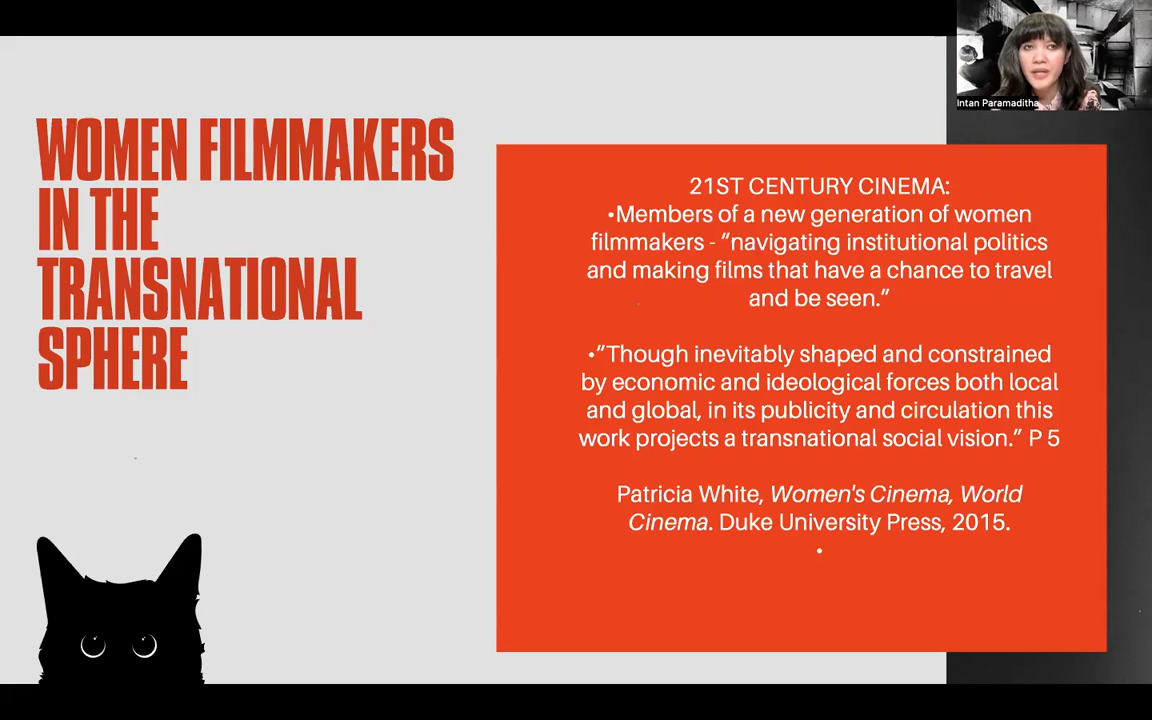 Intan Paramaditha
WOMEN FILMMAKERS
IN THE
TRANSNATIONAL
SPHERE
21ST CENTURY CINEMA:
•Members of a new generation of women
filmmakers - “navigating institutional politics
and making films that have a chance to travel
and be seen.”
•“Though inevitably shaped and constrained
by economic and ideological forces both local
and global, in its publicity and circulation this
work projects a transnational social vision.” P 5
Patricia White, Women's Cinema, World
Cinema. Duke University Press, 2015.
•